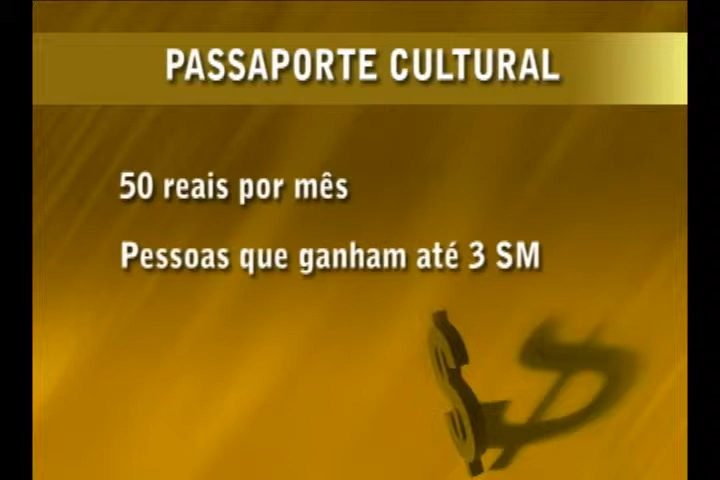 PASSAPORTE CULTURAL
50 reais por mês
Pessoas que ganham até 3 SM